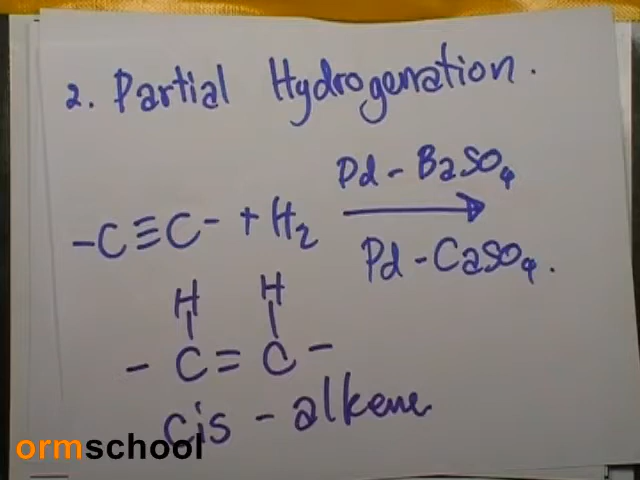 2. Partial Hydrogenation.
Pd - BaSO4
-C≡C- + H2 →
Pd - CaSO4.
H H
- C = C -
cis - alkene
ormschool